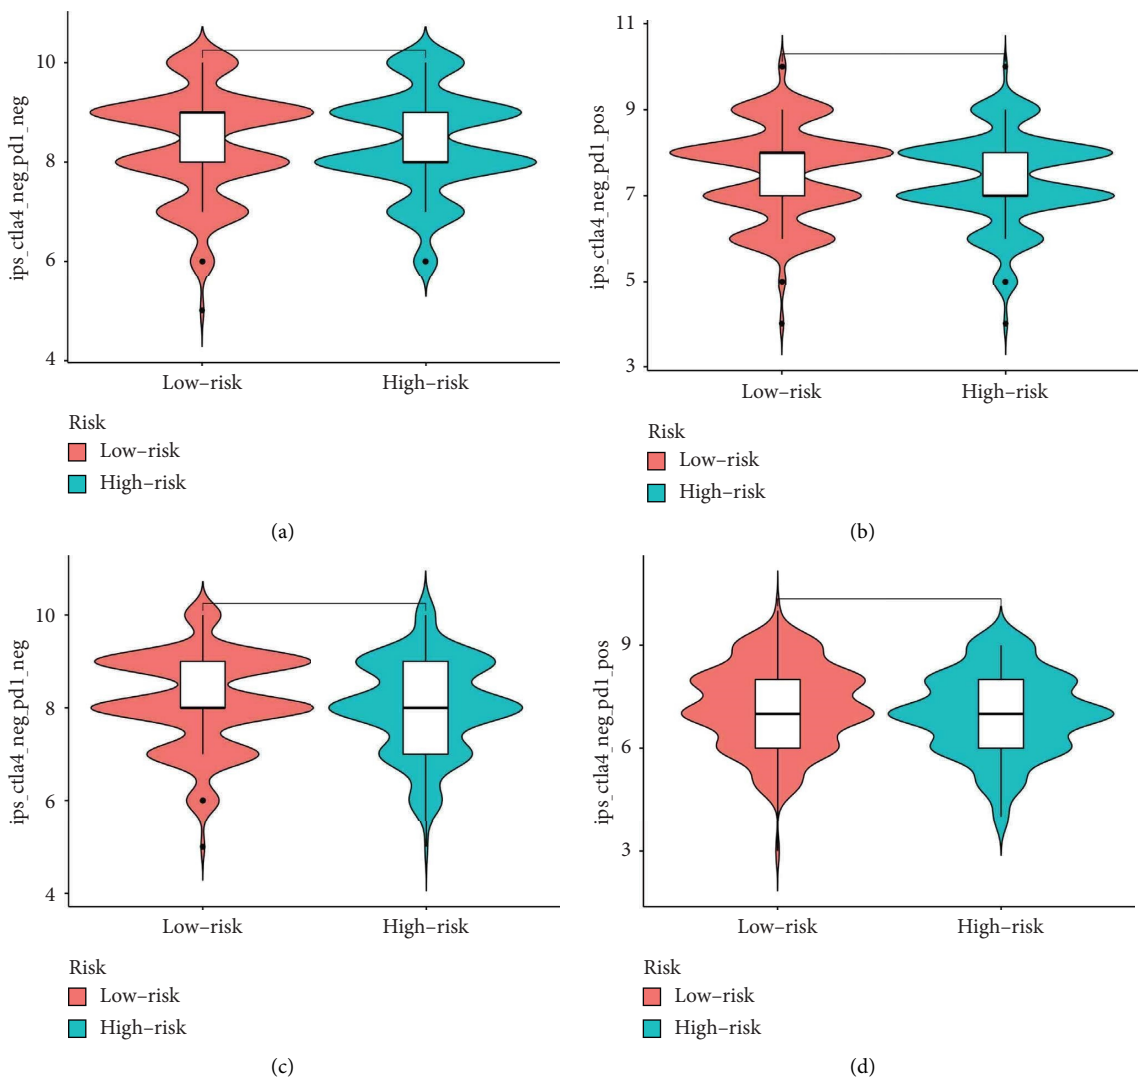 ips_ctla4_neg_pd1_neg
10
8
6
4
Low–risk High–risk
Risk
Low–risk
High–risk
(a)
ips_ctla4_neg_pd1_pos
11
9
7
5
3
Low–risk High–risk
Risk
Low–risk
High–risk
(b)
ips_ctla4_neg_pd1_neg
10
8
6
4
Low–risk High–risk
Risk
Low–risk
High–risk
(c)
ips_ctla4_neg_pd1_pos
9
6
3
Low–risk High–risk
Risk
Low–risk
High–risk
(d)